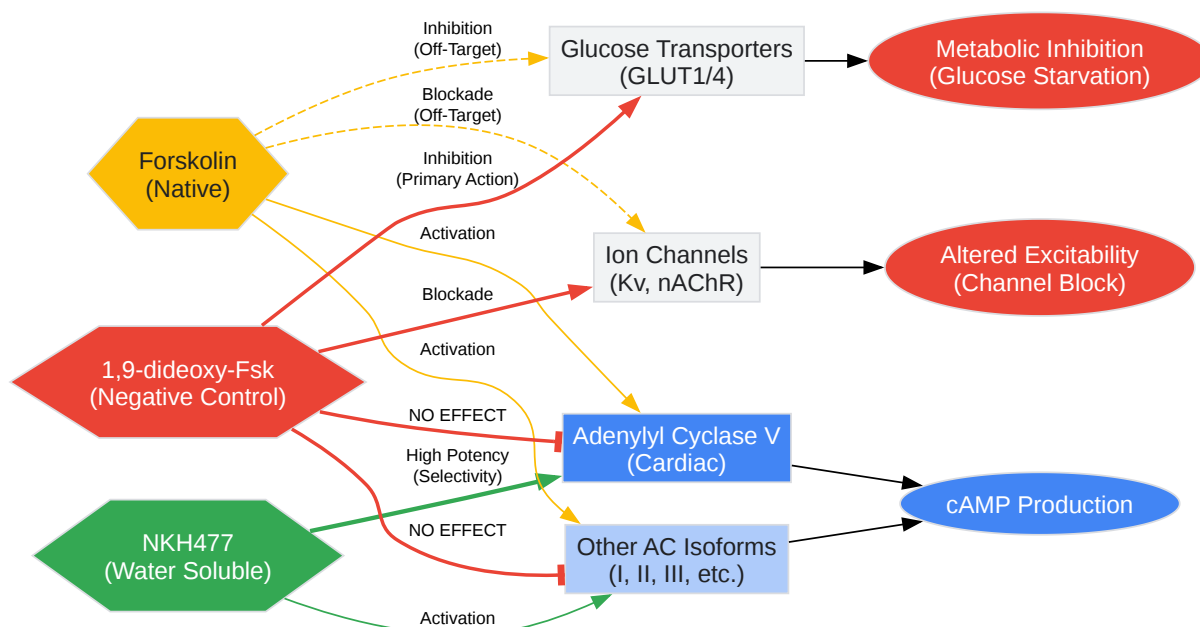 Inhibition
(Off-Target)
Glucose Transporters
(GLUT1/4)
Metabolic Inhibition
(Glucose Starvation)
Blockade
(Off-Target)
Forskolin
(Native)
Inhibition
(Primary Action)
Activation
Ion Channels
(Kv, nAChR)
Altered Excitability
(Channel Block)
Blockade
Activation
1,9-dideoxy-Fsk
(Negative Control)
NO EFFECT
Adenylyl Cyclase V
(Cardiac)
High Potency
(Selectivity)
cAMP Production
NO EFFECT
NKH477
(Water Soluble)
Other AC Isoforms
(I, II, III, etc.)
Activation